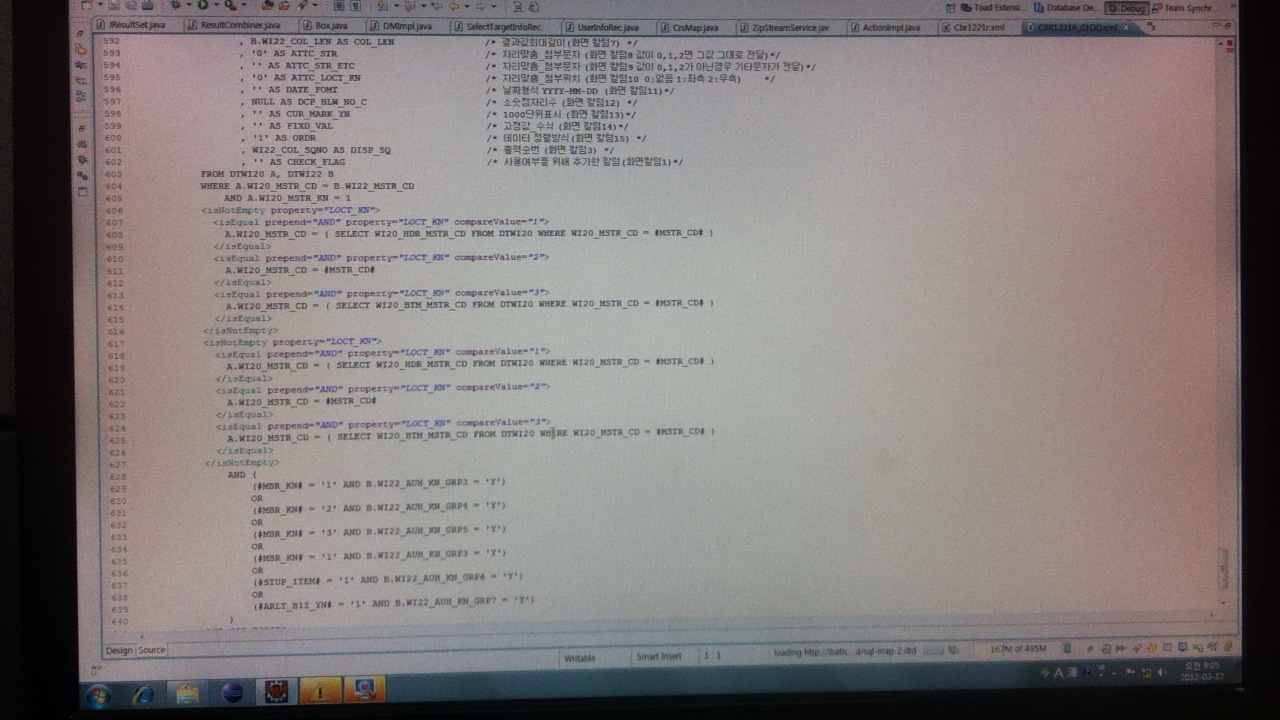 Toad Extensi... Database De... Debug Team Synchr...
IResultSet.java ResultCombiner.java Box.java DMImpl.java SelectTargetInfoRec. UserInfoRec.java CrsMap.java ZipStreamService.jav ActionImpl.java Cbr1221r.xml
592 , B.WI22_COL_LEN AS COL_LEN /* 결과값최대길이(화면 칼럼7) */
593 , '0' AS ATTC_STR /* 자리맞춤_첨부문자 (화면 칼럼8 값이 0,1,2면 그값 그대로 전달)*/
594 , '' AS ATTC_STR_ETC /* 자리맞춤_첨부문자 (화면 칼럼9 값이 0,1,2가 아닌경우 기타문자가 전달)*/
595 , '0' AS ATTC_LOCT_KN /* 자리맞춤_첨부위치 (화면 칼럼10 0:없음 1:좌측 2:우측) */
596 , '' AS DATE_FOMT /* 날짜형식 YYYY-MM-DD (화면 칼럼11)*/
597 , NULL AS DCP_BLW_NO_C /* 소숫점자리수 (화면 칼럼12) */
598 , '' AS CUR_MARK_YN /* 1000단위표시 (화면 칼럼13)*/
599 , '' AS FIXD_VAL /* 고정값_수식 (화면 칼럼14)*/
600 , '1' AS ORDR /* 데이터 정렬방식(화면 칼럼15) */
601 , WI22_COL_SQNO AS DISP_SQ /* 출력순번 (화면 칼럼3) */
602 , '' AS CHECK_FLAG /* 사용여부를 위해 추가한 칼럼(화면칼럼1)*/
603 FROM DTWI20 A, DTWI22 B
604 WHERE A.WI20_MSTR_CD = B.WI22_MSTR_CD
605 AND A.WI20_MSTR_KN = 1
606 <isNotEmpty property="LOCT_KN">
607 <isEqual prepend="AND" property="LOCT_KN" compareValue="1">
608 A.WI20_MSTR_CD = ( SELECT WI20_HDR_MSTR_CD FROM DTWI20 WHERE WI20_MSTR_CD = #MSTR_CD# )
609 </isEqual>
610 <isEqual prepend="AND" property="LOCT_KN" compareValue="2">
611 A.WI20_MSTR_CD = #MSTR_CD#
612 </isEqual>
613 <isEqual prepend="AND" property="LOCT_KN" compareValue="3">
614 A.WI20_MSTR_CD = ( SELECT WI20_BTM_MSTR_CD FROM DTWI20 WHERE WI20_MSTR_CD = #MSTR_CD# )
615 </isEqual>
616 </isNotEmpty>
617 <isNotEmpty property="LOCT_KN">
618 <isEqual prepend="AND" property="LOCT_KN" compareValue="1">
619 A.WI20_MSTR_CD = ( SELECT WI20_HDR_MSTR_CD FROM DTWI20 WHERE WI20_MSTR_CD = #MSTR_CD# )
620 </isEqual>
621 <isEqual prepend="AND" property="LOCT_KN" compareValue="2">
622 A.WI20_MSTR_CD = #MSTR_CD#
623 </isEqual>
624 <isEqual prepend="AND" property="LOCT_KN" compareValue="3">
625 A.WI20_MSTR_CD = ( SELECT WI20_BTM_MSTR_CD FROM DTWI20 WHERE WI20_MSTR_CD = #MSTR_CD# )
626 </isEqual>
627 </isNotEmpty>
628 AND (
629 (#MBR_KN# = '1' AND B.WI22_AUH_KN_GRP3 = 'Y')
630 OR
631 (#MBR_KN# = '2' AND B.WI22_AUH_KN_GRP4 = 'Y')
632 OR
633 (#MBR_KN# = '3' AND B.WI22_AUH_KN_GRP5 = 'Y')
634 OR
635 (#MBR_KN# = '1' AND B.WI22_AUH_KN_GRP3 = 'Y')
636 OR
637 (#STUP_ITEM# = '1' AND B.WI22_AUH_KN_GRP6 = 'Y')
638 OR
639 (#ARLT_BIZ_YN# = '1' AND B.WI22_AUH_KN_GRP7 = 'Y')
640 )
Design Source
Writable Smart Insert 1 : 1 loading http://ibatis...d/sql-map-2.dtd 167M of 495M
A 漢
오전 9:05
2012-03-17